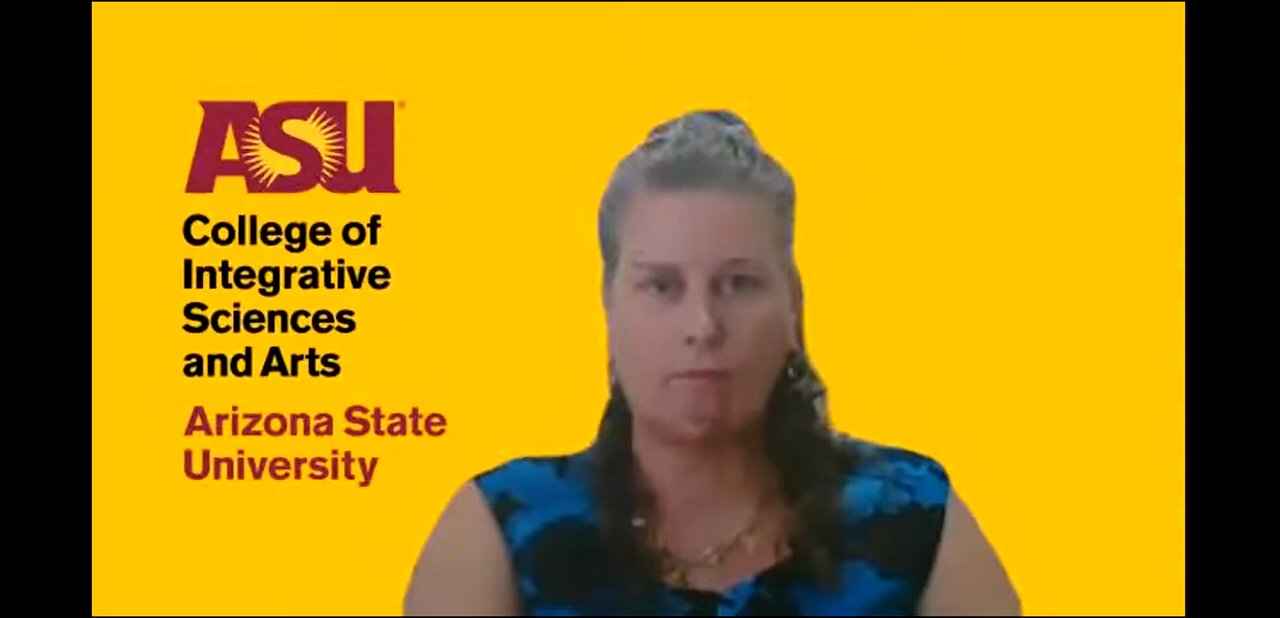 ASU
College of
Integrative
Sciences
and Arts
Arizona State
University